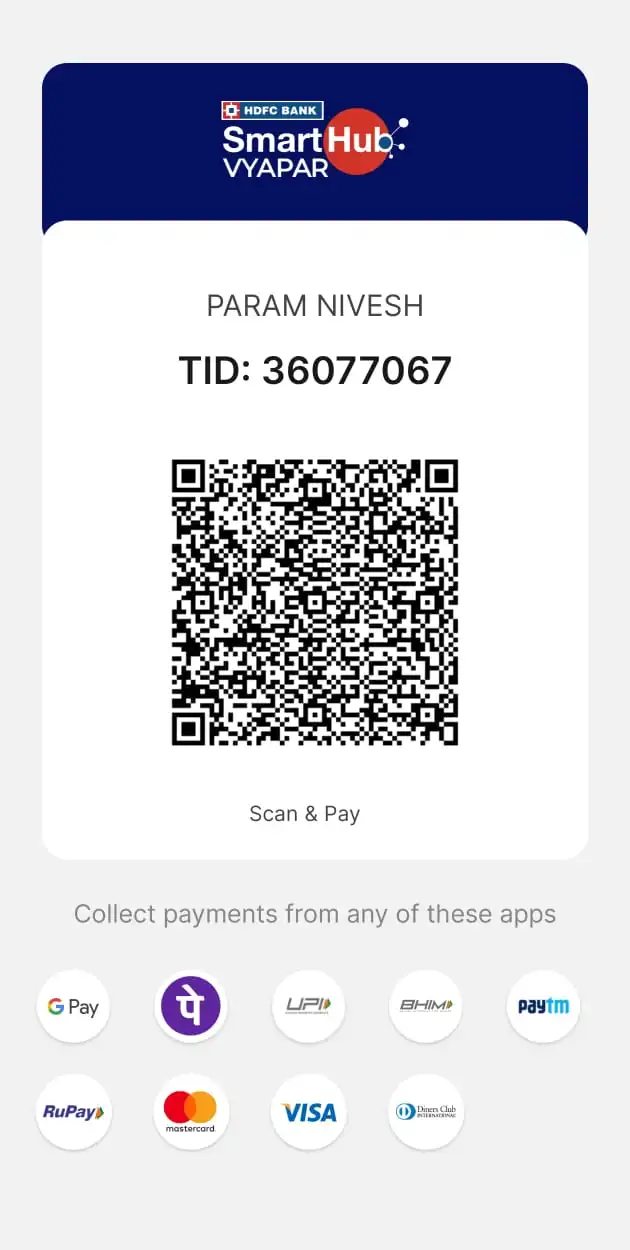 HDFC BANK
SmartHub
VYAPAR
PARAM NIVESH
TID: 36077067
Scan & Pay
Collect payments from any of these apps
G Pay
पे
UPI
BHIM
paytm
RuPay
mastercard
VISA
Diners Club
INTERNATIONAL